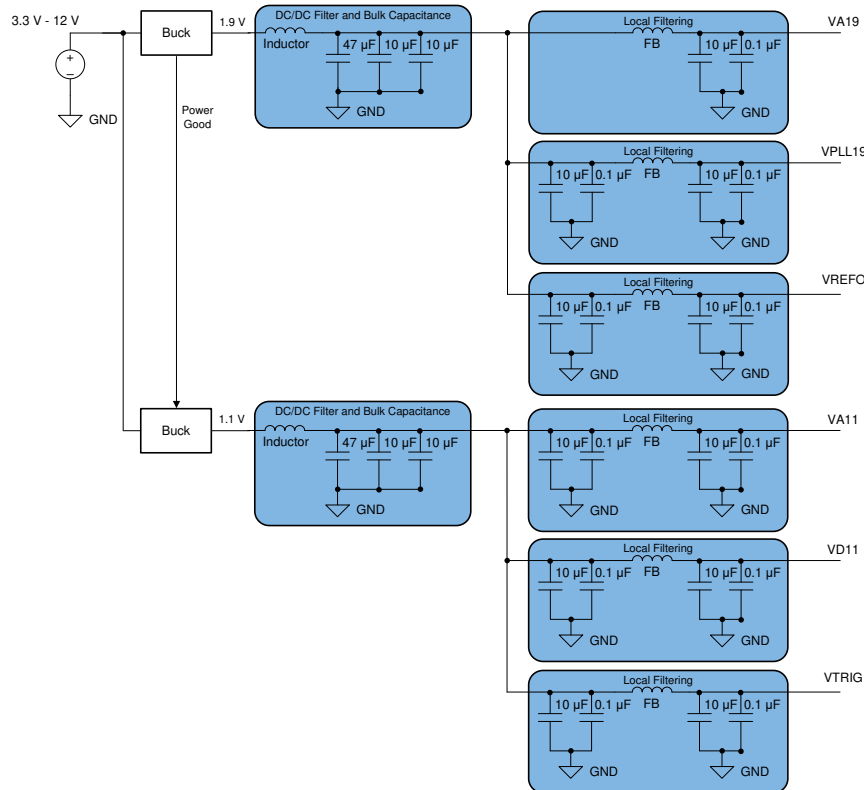 3.3 V - 12 V
Buck
1.9 V
DC/DC Filter and Bulk Capacitance
Inductor
47 µF
10 µF
10 µF
GND
GND
Power
Good
Local Filtering
FB
10 µF
0.1 µF
GND
VA19
Local Filtering
10 µF
0.1 µF
FB
10 µF
0.1 µF
GND
GND
VPLL19
Local Filtering
10 µF
0.1 µF
FB
10 µF
0.1 µF
GND
GND
VREFO
Buck
1.1 V
DC/DC Filter and Bulk Capacitance
Inductor
47 µF
10 µF
10 µF
GND
Local Filtering
10 µF
0.1 µF
FB
10 µF
0.1 µF
GND
GND
VA11
Local Filtering
10 µF
0.1 µF
FB
10 µF
0.1 µF
GND
GND
VD11
Local Filtering
10 µF
0.1 µF
FB
10 µF
0.1 µF
GND
GND
VTRIG